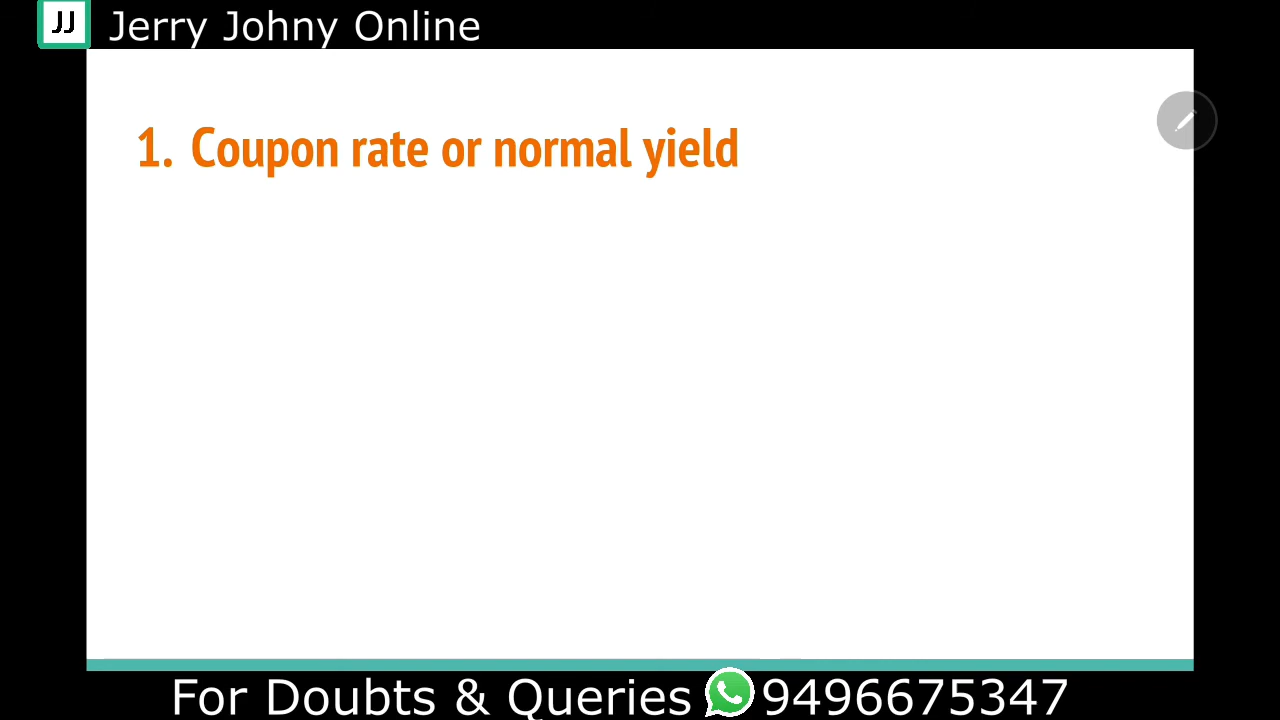 JJ Jerry Johny Online
1. Coupon rate or normal yield
For Doubts & Queries 9496675347